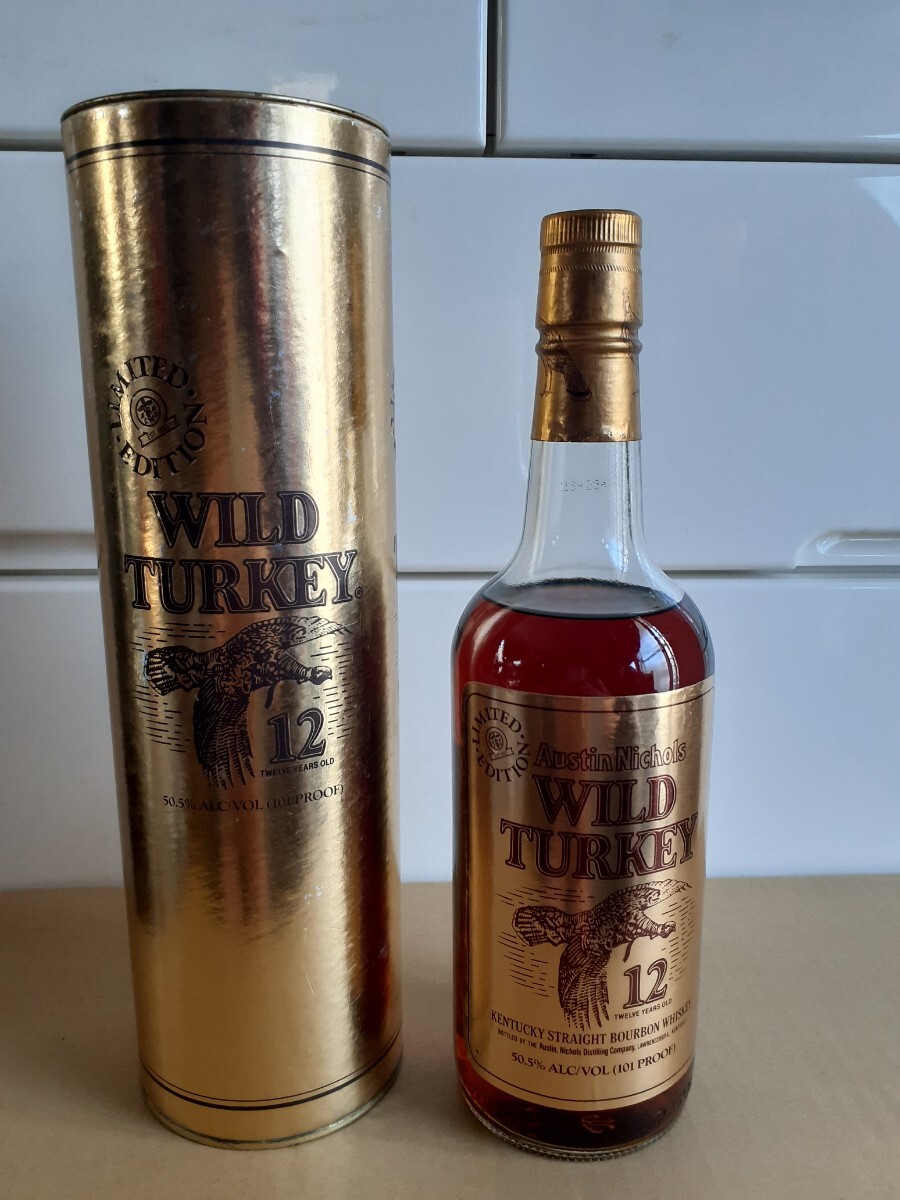 LIMITED · EDITION ·
WILD
TURKEY®
12
TWELVE YEARS OLD
50.5% ALC/VOL (101 PROOF)
LIMITED · EDITION ·
Austin Nichols
WILD
TURKEY
12
TWELVE YEARS OLD
KENTUCKY STRAIGHT BOURBON WHISKEY
BOTTLED BY THE Austin, Nichols Distilling Company, LAWRENCEBURG, KENTUCKY
50.5% ALC/VOL (101 PROOF)